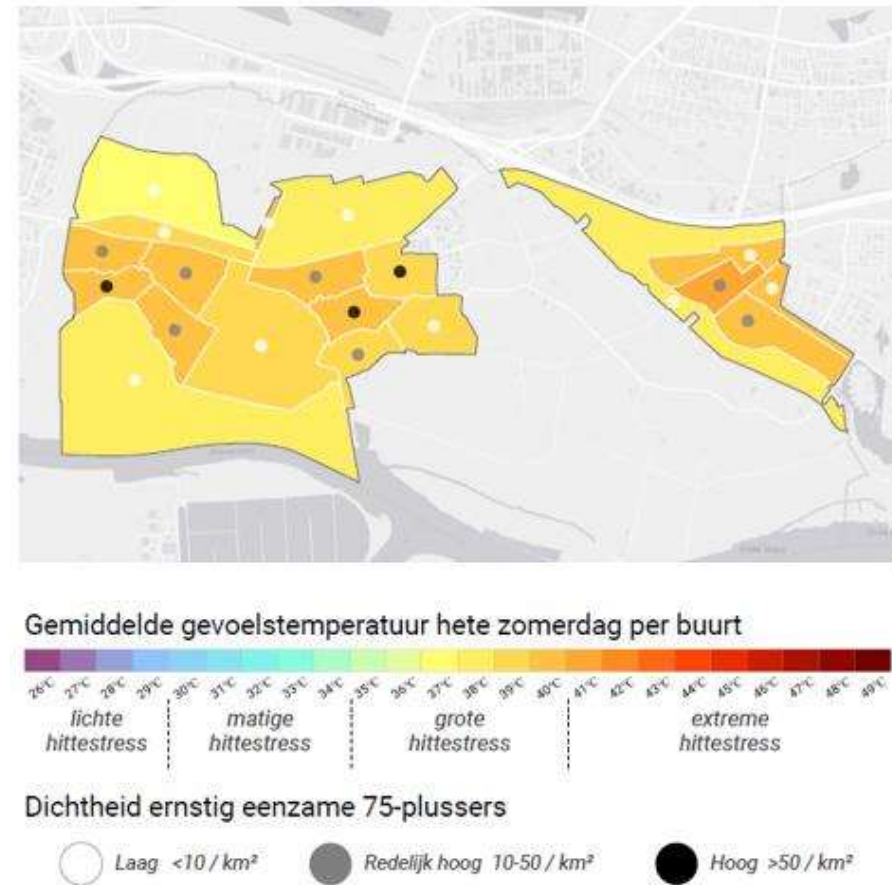 Gemiddelde gevoelstemperatuur hete zomerdag per buurt
26°C 27°C 28°C 29°C 30°C 31°C 32°C 33°C 34°C 35°C 36°C 37°C 38°C 39°C 40°C 41°C 42°C 43°C 44°C 45°C 46°C 47°C 48°C 49°C
lichte hittestress
matige hittestress
grote hittestress
extreme hittestress
Dichtheid ernstig eenzame 75-plussers
Laag <10 / km² Redelijk hoog 10-50 / km² Hoog >50 / km²